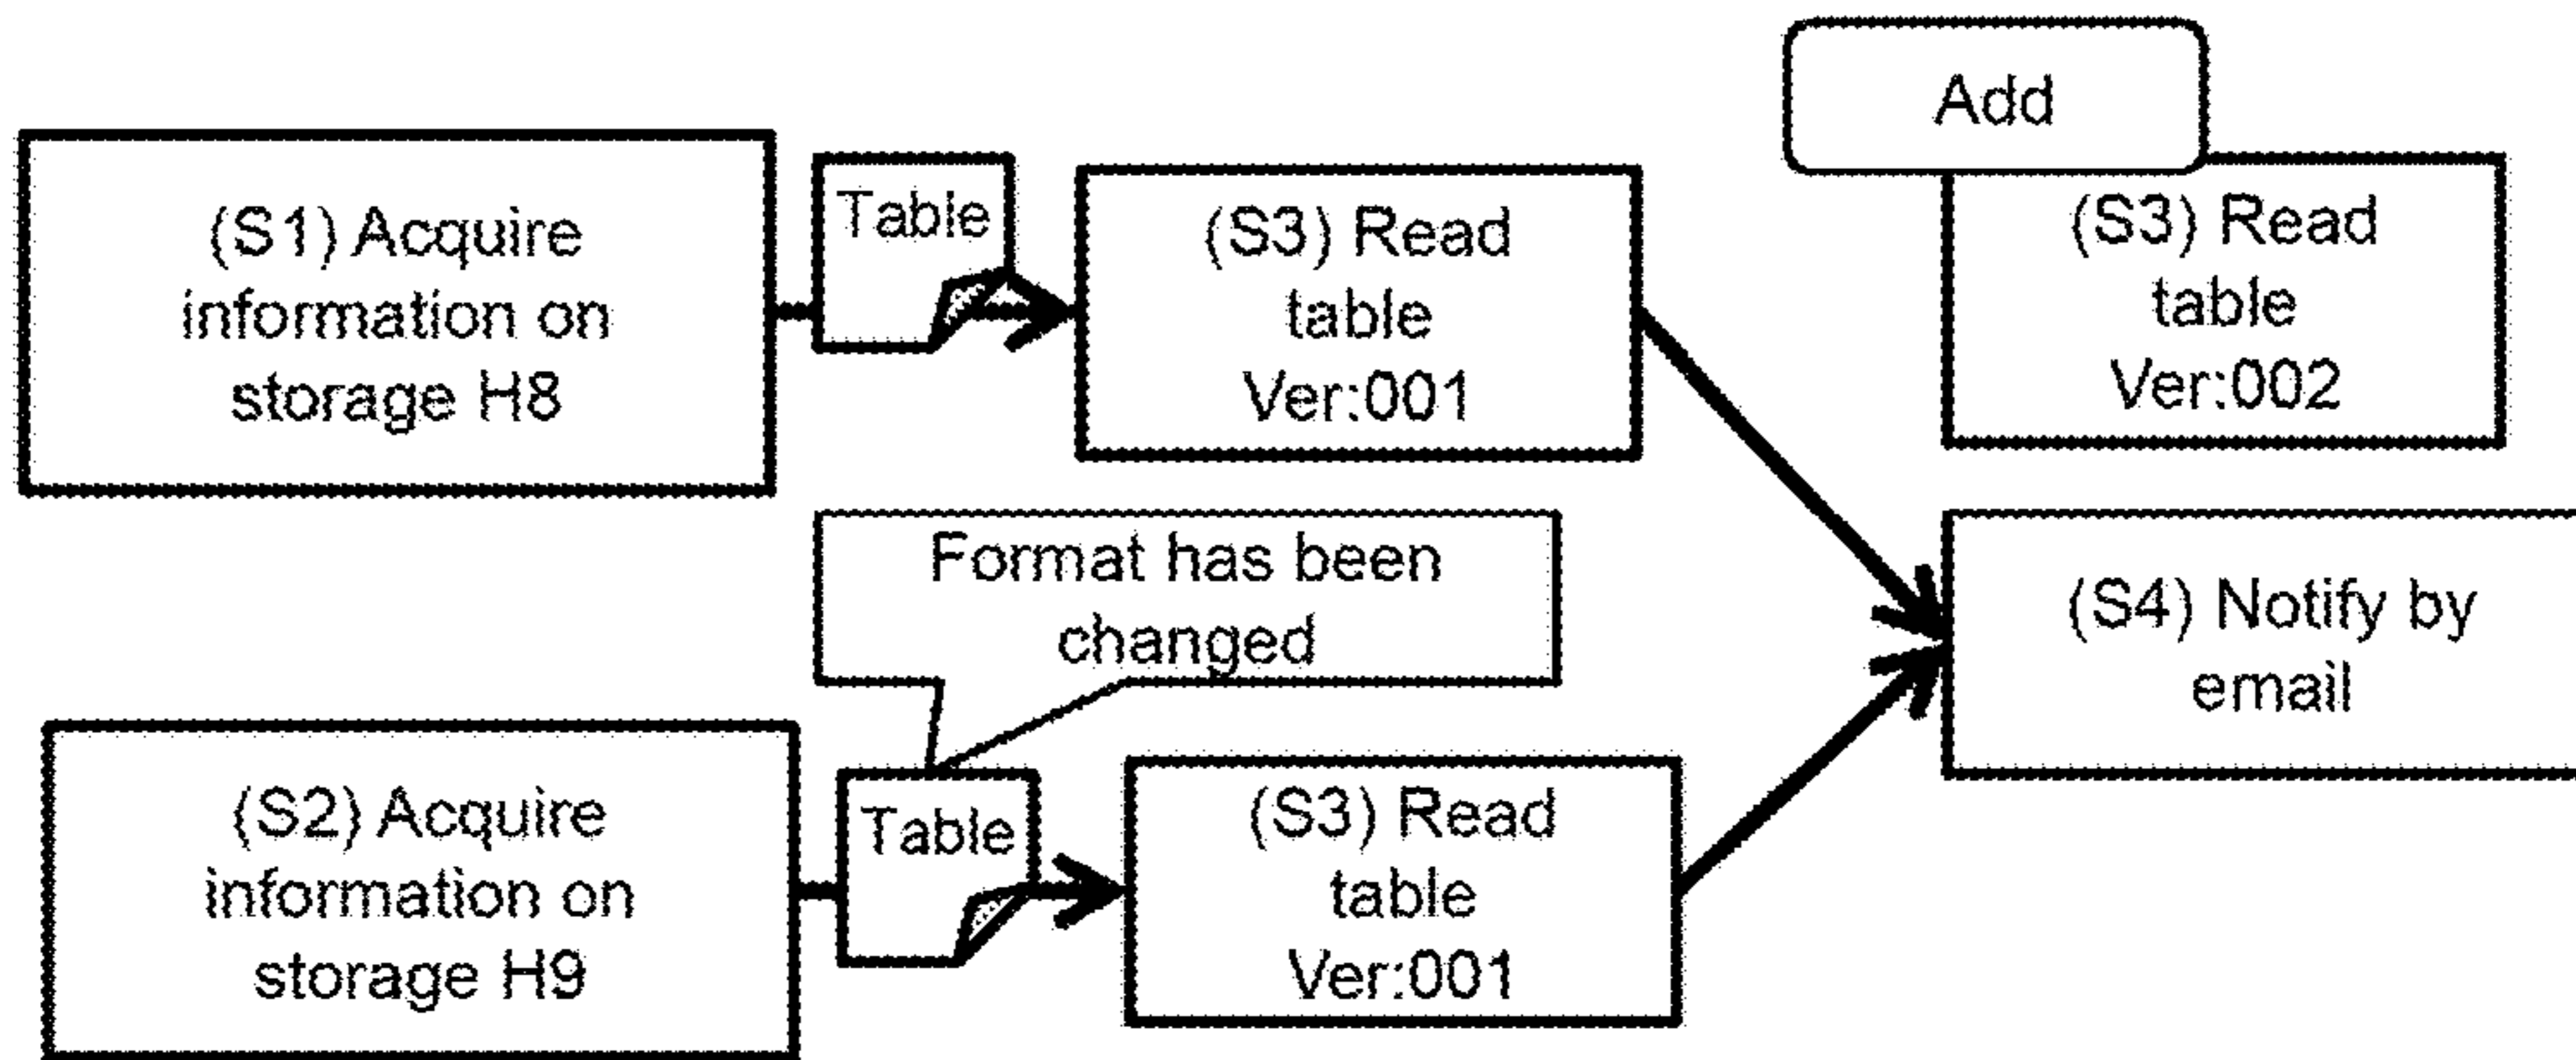 Add
(S1) Acquire
information on
storage H8
Table
(S3) Read
table
Ver:001
(S3) Read
table
Ver:002
Format has been
changed
(S4) Notify by
email
(S2) Acquire
information on
storage H9
Table
(S3) Read
table
Ver:001